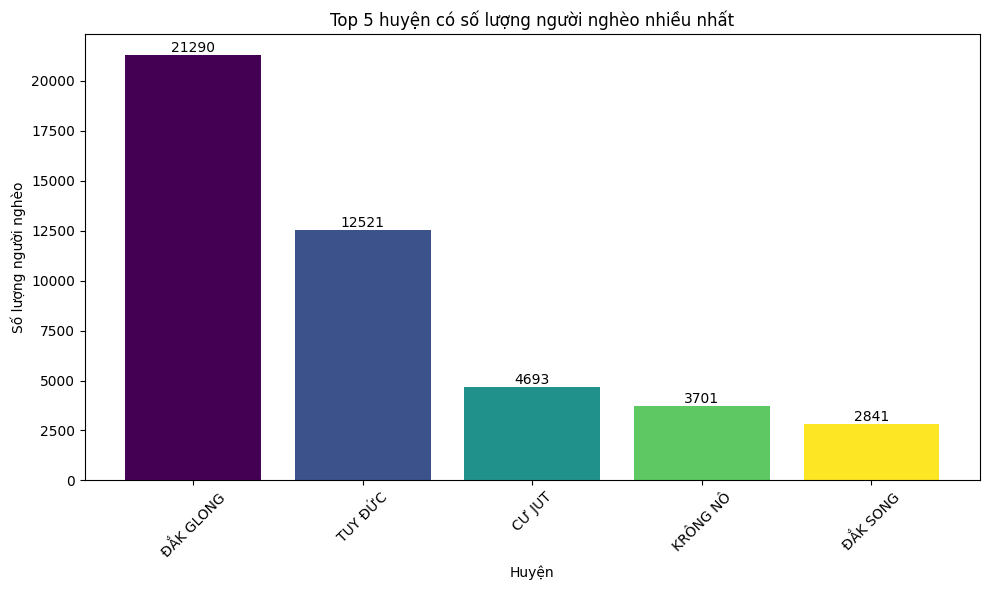 Top 5 huyện có số lượng người nghèo nhiều nhất
21290
12521
4693
3701
2841
Số lượng người nghèo
20000
17500
15000
12500
10000
7500
5000
2500
0
ĐẮK GLONG
TUY ĐỨC
CƯ JUT
KRÔNG NÔ
ĐẮK SONG
Huyện